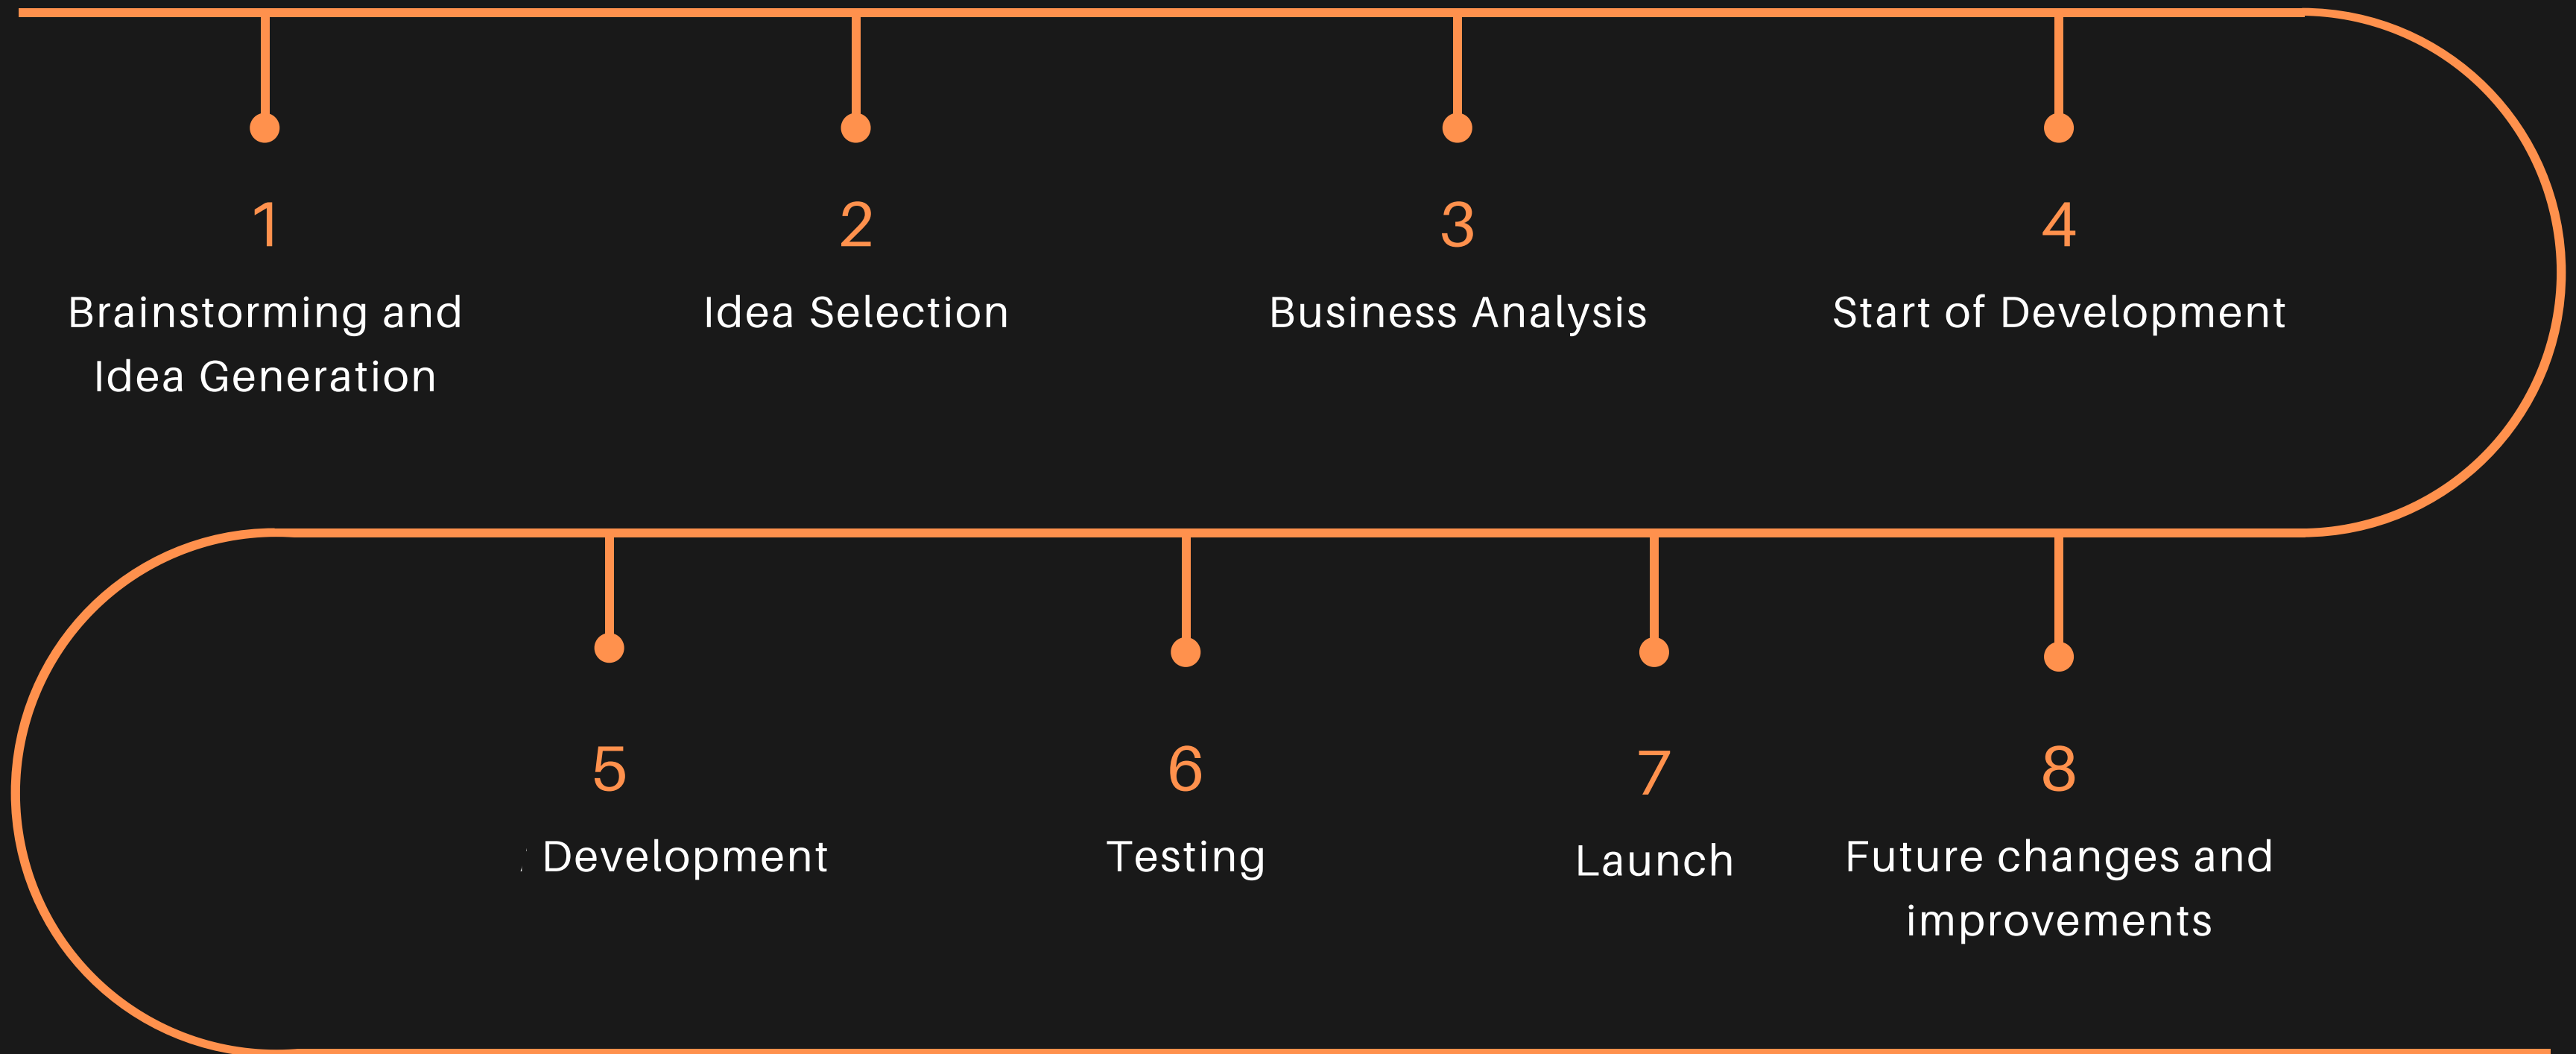 1
Brainstorming and
Idea Generation
2
Idea Selection
3
Business Analysis
4
Start of Development
5
Development
6
Testing
7
Launch
8
Future changes and
improvements